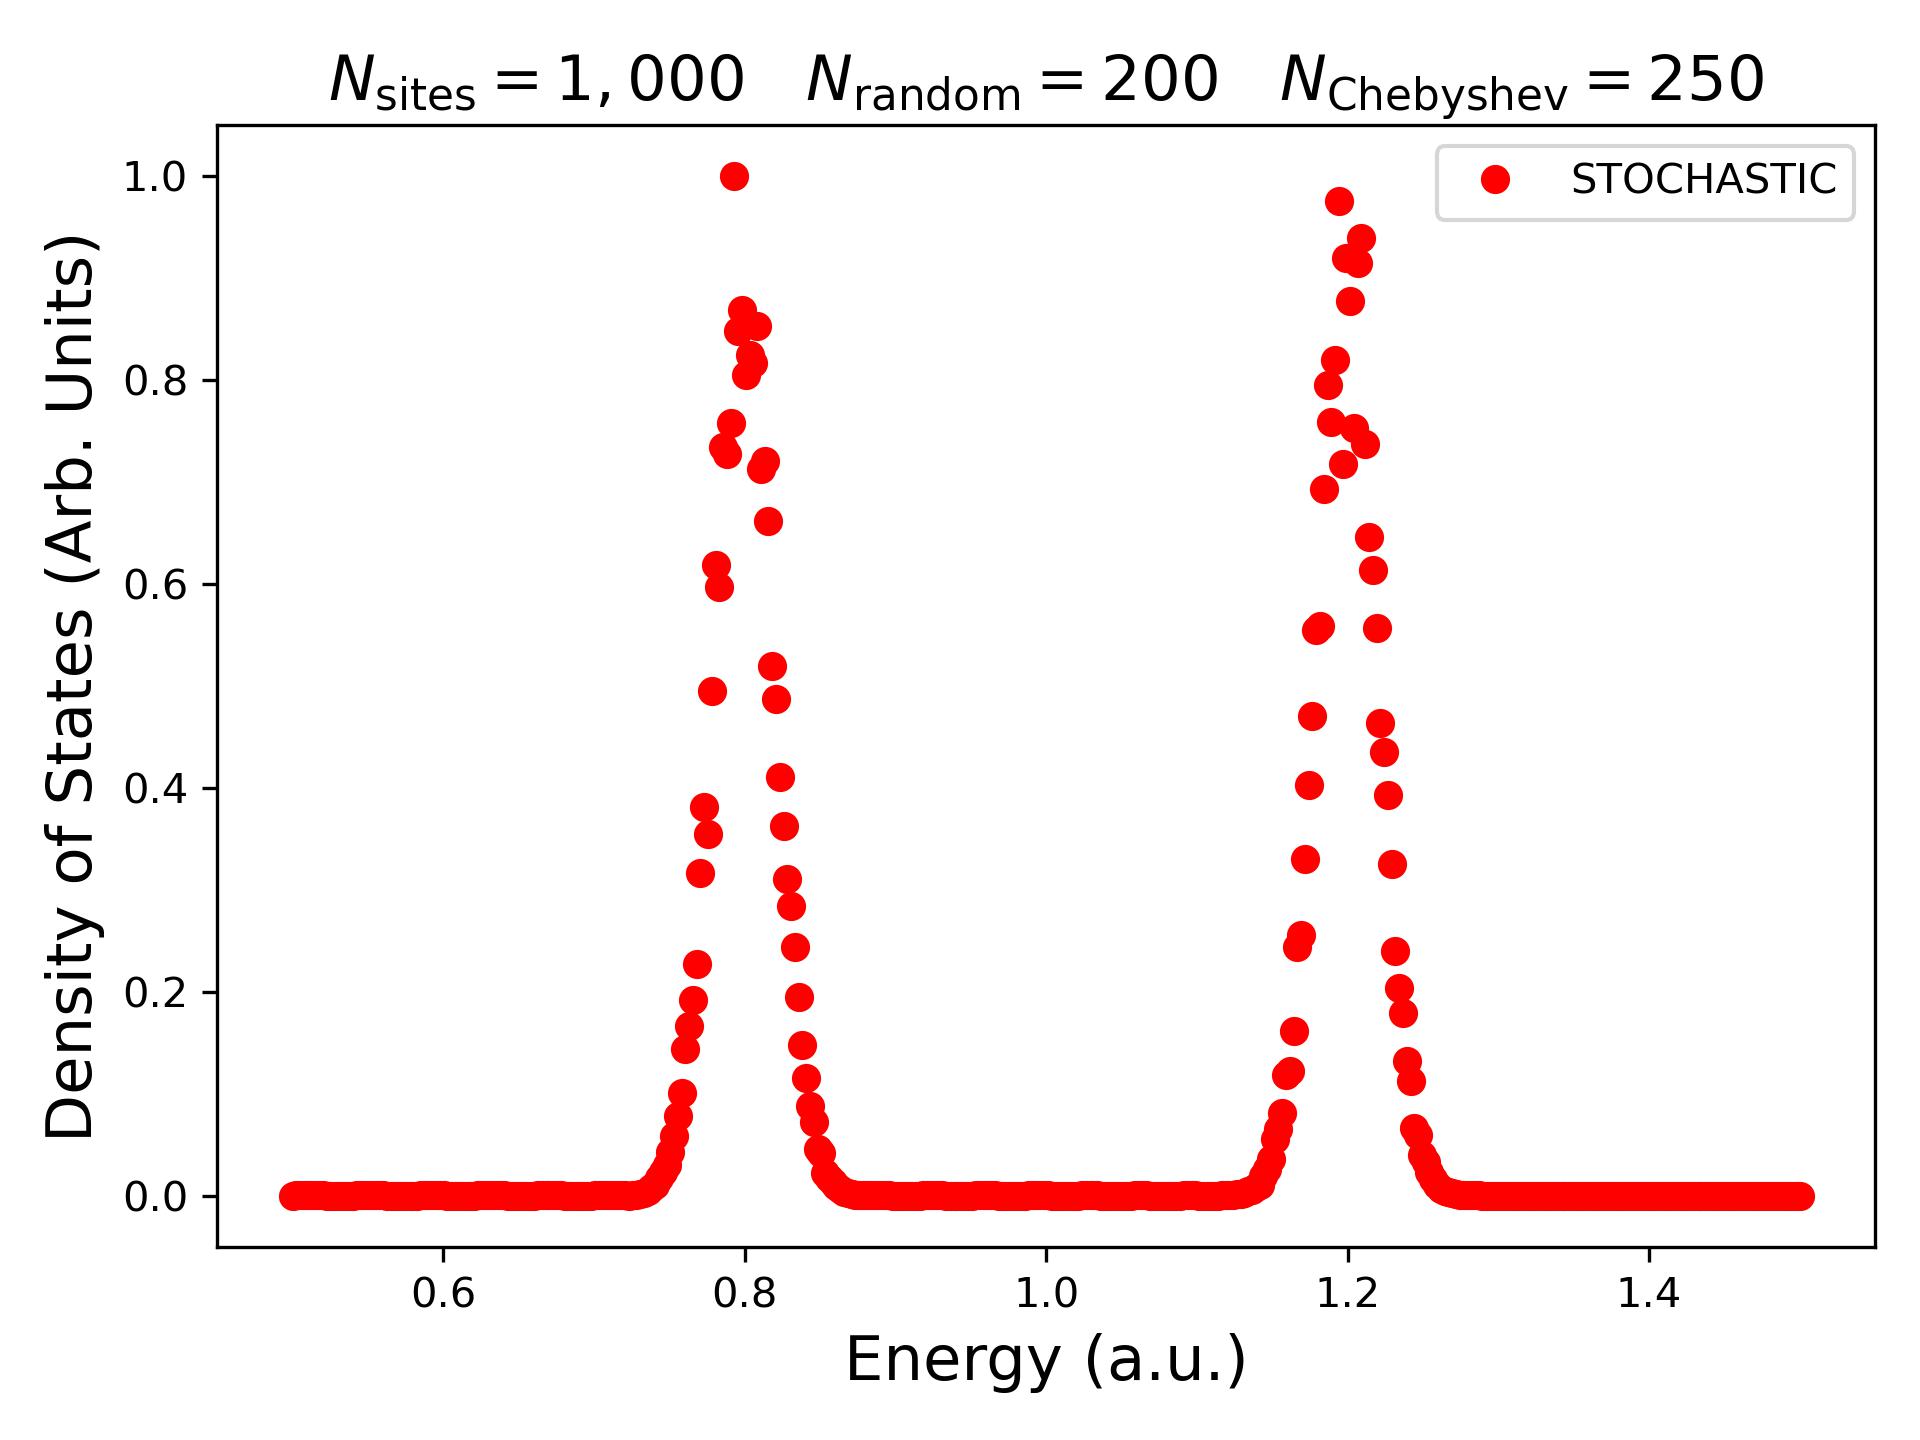 N_sites = 1,000 N_random = 200 N_Chebyshev = 250
STOCHASTIC
Density of States (Arb. Units)
1.0
0.8
0.6
0.4
0.2
0.0
0.6 0.8 1.0 1.2 1.4
Energy (a.u.)